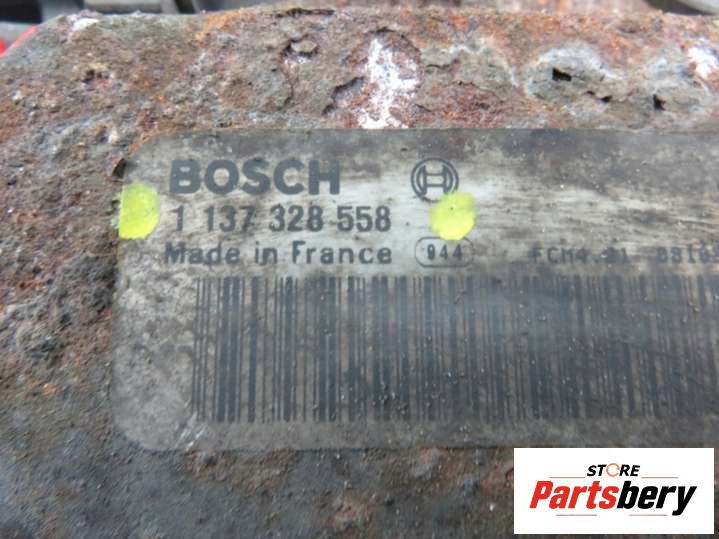 BOSCH
1 137 328 558
Made in France 944
STORE
Partsbery